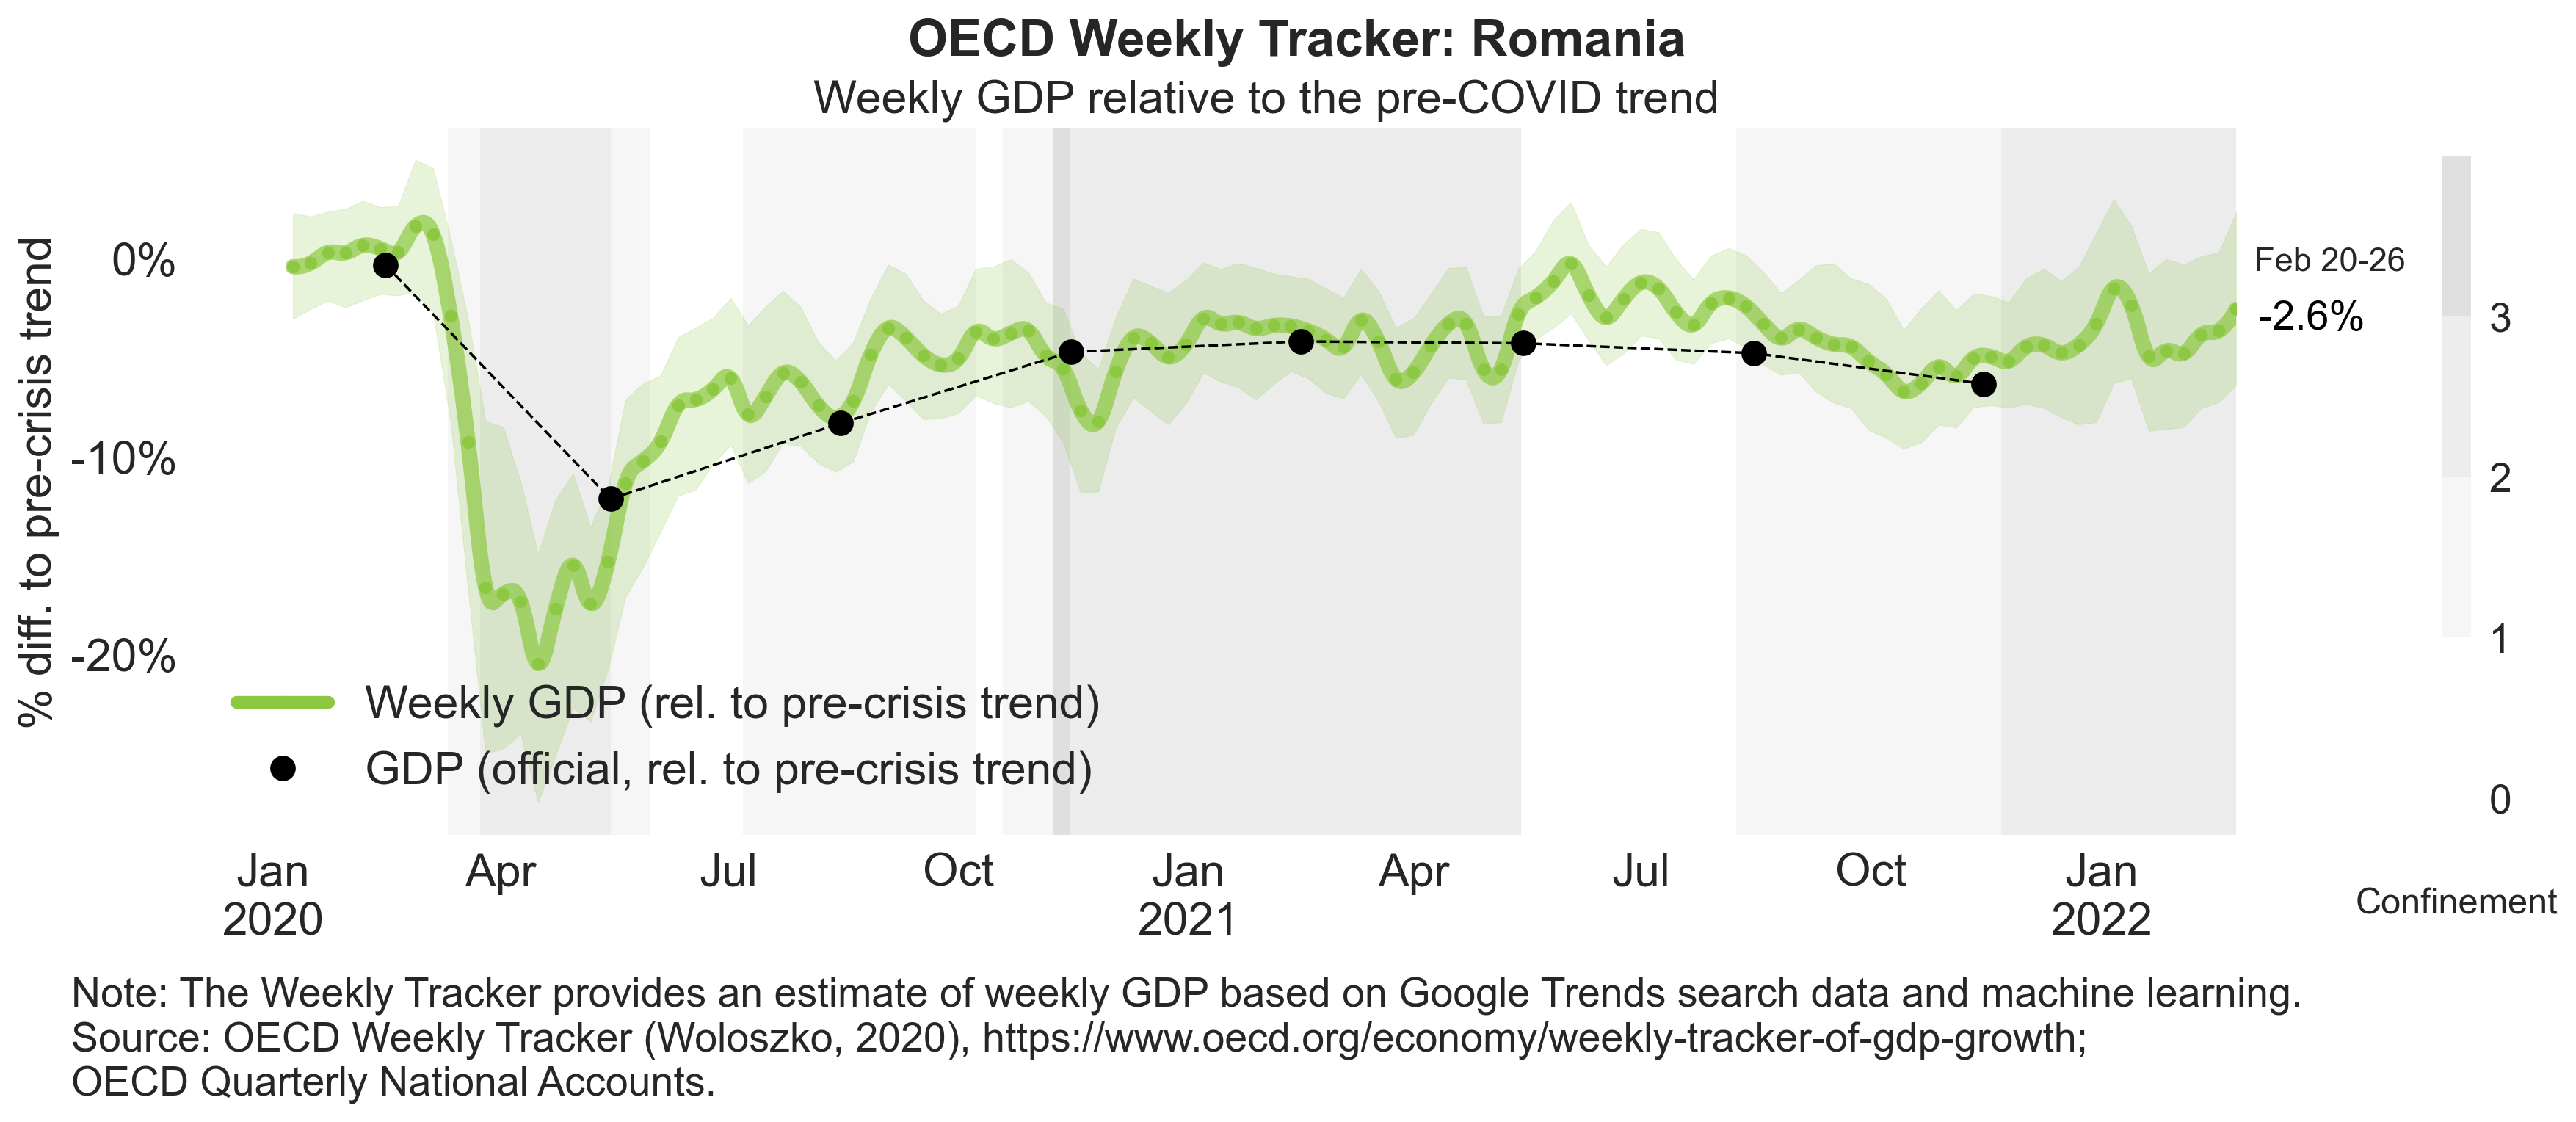 OECD Weekly Tracker: Romania
Weekly GDP relative to the pre-COVID trend
% diff. to pre-crisis trend
0%
-10%
-20%
Feb 20-26
-2.6%
3
2
1
0
Confinement
Weekly GDP (rel. to pre-crisis trend)
GDP (official, rel. to pre-crisis trend)
Jan Apr Jul Oct Jan Apr Jul Oct Jan
2020 2021 2022
Note: The Weekly Tracker provides an estimate of weekly GDP based on Google Trends search data and machine learning.
Source: OECD Weekly Tracker (Woloszko, 2020), https://www.oecd.org/economy/weekly-tracker-of-gdp-growth;
OECD Quarterly National Accounts.